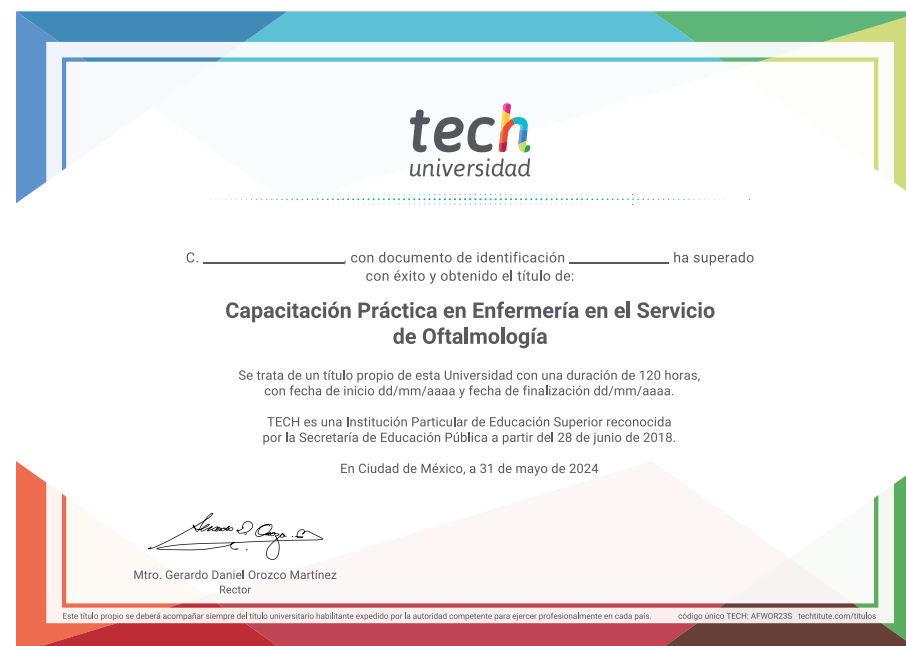 tech
universidad
C. ____________________, con documento de identificación ______________ ha superado
con éxito y obtenido el título de:
Capacitación Práctica en Enfermería en el Servicio
de Oftalmología
Se trata de un título propio de esta Universidad con una duración de 120 horas,
con fecha de inicio dd/mm/aaaa y fecha de finalización dd/mm/aaaa.
TECH es una Institución Particular de Educación Superior reconocida
por la Secretaría de Educación Pública a partir del 28 de junio de 2018.
En Ciudad de México, a 31 de mayo de 2024
Mtro. Gerardo Daniel Orozco Martínez
Rector
Este título propio se deberá acompañar siempre del título universitario habilitante expedido por la autoridad competente para ejercer profesionalmente en cada país. código único TECH: AFWOR23S techtitute.com/titulos